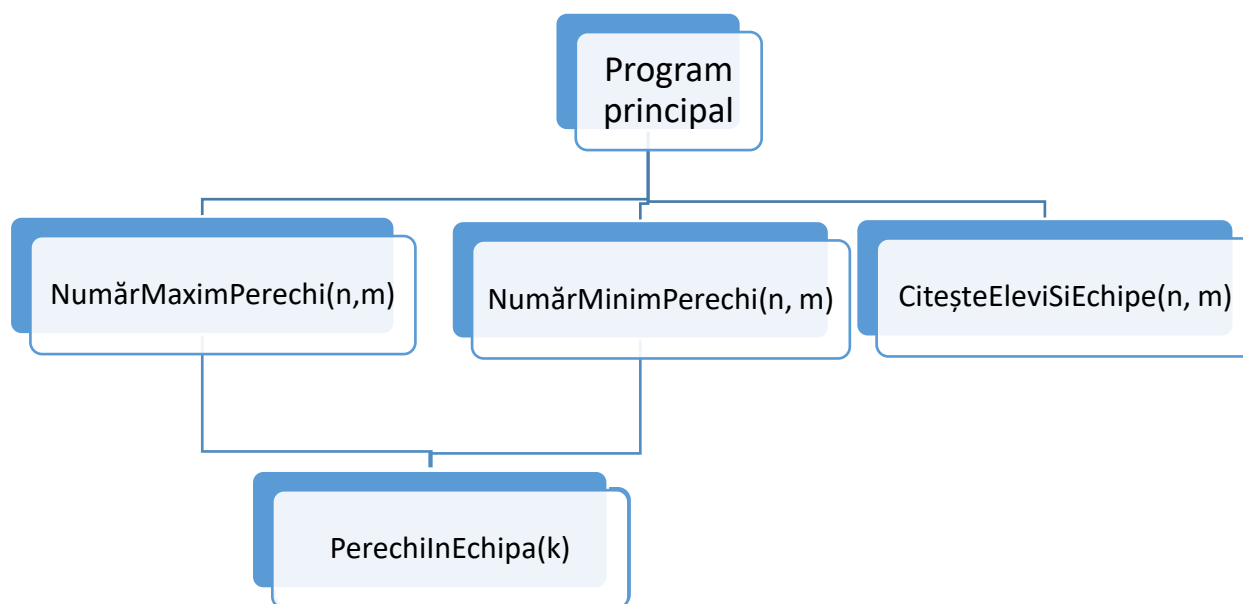 Program
principal
NumărMaximPerechi(n,m)
NumărMinimPerechi(n, m)
CiteșteEleviSiEchipe(n, m)
PerechiInEchipa(k)